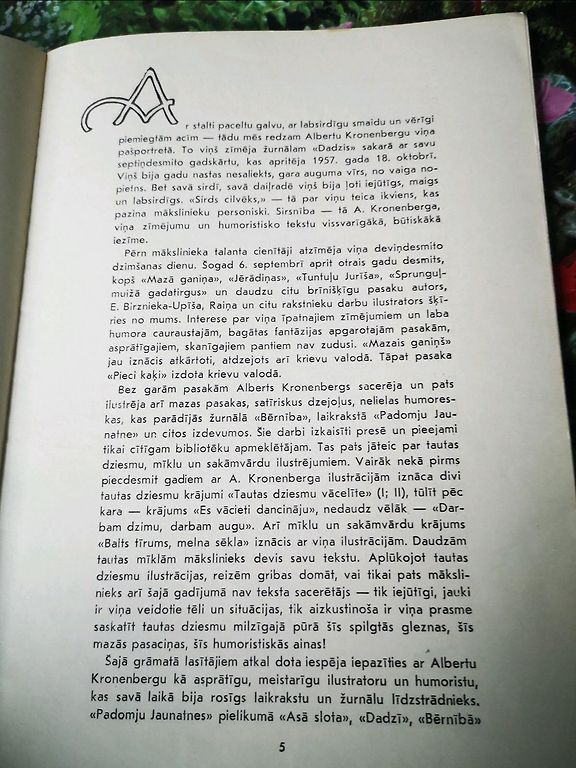 Ar stalti paceltu galvu, ar labsirdīgu smaidu un vērīgi
piemiegtām acīm — tādu mēs redzam Albertu Kronenbergu viņa
pašportretā. To viņš zīmēja žurnālam «Dadzis» sakarā ar savu
septiņdesmito gadskārtu, kas apritēja 1957. gada 18. oktobrī.
Viņš bija gadu nastas nesaliekts, gara auguma vīrs, no vaiga no-
pietns. Bet savā sirdī, savā daiļradē viņš bija ļoti iejūtīgs, maigs
un labsirdīgs. «Sirds cilvēks,» — tā par viņu teica ikviens, kas
pazina mākslinieku personiski. Sirsnība — tā A. Kronenberga,
viņa zīmējumu un humoristisko tekstu vissvarīgākā, būtiskākā
iezīme.
Pērn mākslinieka talanta cienītāji atzīmēja viņa deviņdesmito
dzimšanas dienu. Sogad 6. septembrī aprit otrais gadu desmits,
kopš «Mazā ganiņa», «Jērādiņas», «Tuntuļu Jurīša», «Sprunguļ-
muižā gadatirgus» un daudzu citu brīnišķīgu pasaku autors,
E. Birznieka-Upīša, Raiņa un citu rakstnieku darbu ilustrators šķī-
ries no mums. Interese par viņa īpatnajiem zīmējumiem un laba
humora cauraustajām, bagātas fantāzijas apgarotajām pasakām,
asprātīgajiem, skanīgajiem pantiem nav zudusi. «Mazais ganiņš»
jau iznācis atkārtoti, atdzejots arī krievu valodā. Tāpat pasaka
«Pieci kaķi» izdota krievu valodā.
Bez garām pasakām Alberts Kronenbergs sacerēja un pats
ilustrēja arī mazas pasakas, satīriskus dzejoļus, nelielas humores-
kas, kas parādījās žurnālā «Bērnība», laikrakstā «Padomju Jau-
natne» un citos izdevumos. Šie darbi izkaisīti presē un pieejami
tikai cītīgam bibliotēku apmeklētājam. Tas pats jāteic par tautas
dziesmu, mīklu un sakāmvārdu ilustrējumiem. Vairāk nekā pirms
piecdesmit gadiem ar A. Kronenberga ilustrācijām iznāca divi
tautas dziesmu krājumi «Tautas dziesmu vācelīte» (I; II), tūlīt pēc
kara — krājums «Es vācieti dancināju», nedaudz vēlāk — «Dar-
bam dzimu, darbam augu». Arī mīklu un sakāmvārdu krājums
«Balts tīrums, melna sēkla» iznācis ar viņa ilustrācijām. Daudzām
tautas mīklām mākslinieks devis savu tekstu. Aplūkojot tautas
dziesmu ilustrācijas, reizēm gribas domāt, vai tikai pats māksli-
nieks arī šajā gadījumā nav teksta sacerētājs — tik iejūtīgi, jauki
ir viņa veidotie tēli un situācijas, tik aizkustinoša ir viņa prasme
saskatīt tautas dziesmu milzīgajā pūrā šīs spilgtās gleznas, šīs
mazās pasaciņas, šīs humoristiskās ainas!
Šajā grāmatā lasītājiem atkal dota iespēja iepazīties ar Albertu
Kronenbergu kā asprātīgu, meistarīgu ilustratoru un humoristu,
kas savā laikā bija rosīgs laikrakstu un žurnālu līdzstrādnieks.
«Padomju Jaunatnes» pielikumā «Asā slota», «Dadzī», «Bērnībā»
5